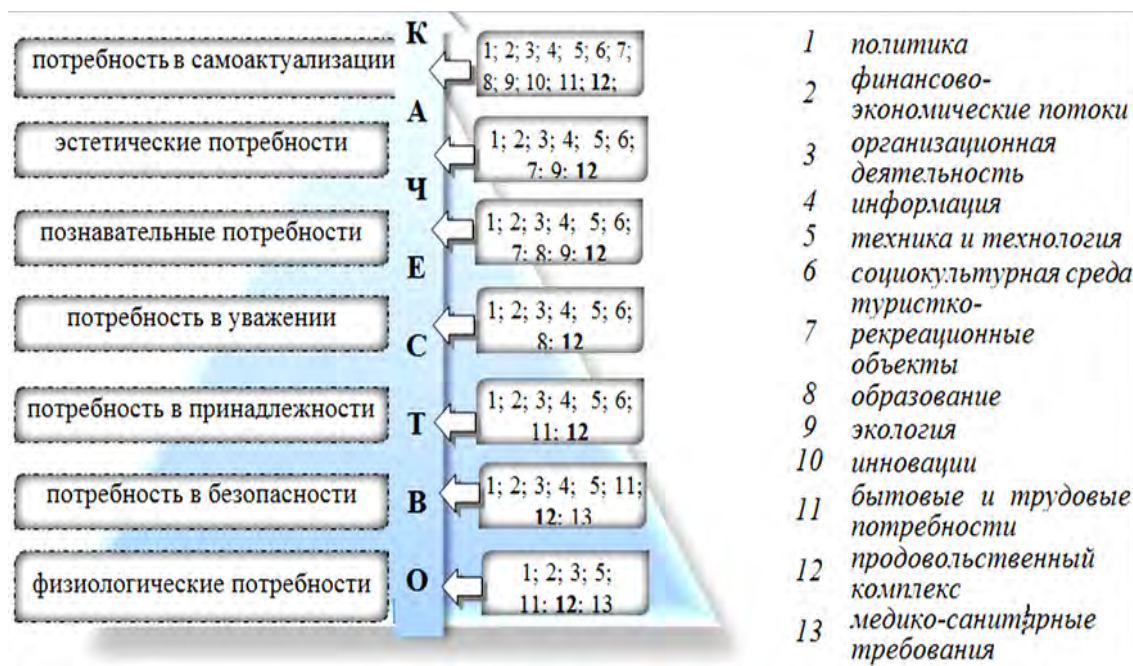 потребность в самоактуализации
эстетические потребности
познавательные потребности
потребность в уважении
потребность в принадлежности
потребность в безопасности
физиологические потребности
К
А
Ч
Е
С
Т
В
О
1; 2; 3; 4; 5; 6; 7;
8; 9; 10; 11; 12;
1; 2; 3; 4; 5; 6;
7: 9: 12
1; 2; 3; 4; 5; 6;
7: 8: 9: 12
1; 2; 3; 4; 5; 6;
8: 12
1; 2; 3; 4; 5; 6;
11: 12
1; 2; 3; 4; 5; 11;
12: 13
1; 2; 3; 5;
11: 12: 13
1 политика
2 финансово-
экономические потоки
3 организационная
деятельность
4 информация
5 техника и технология
6 социокультурная среда
7 туристко-
рекреационные
объекты
8 образование
9 экология
10 инновации
11 бытовые и трудовые
потребности
12 продовольственный
комплекс
13 медико-санитарные
требования